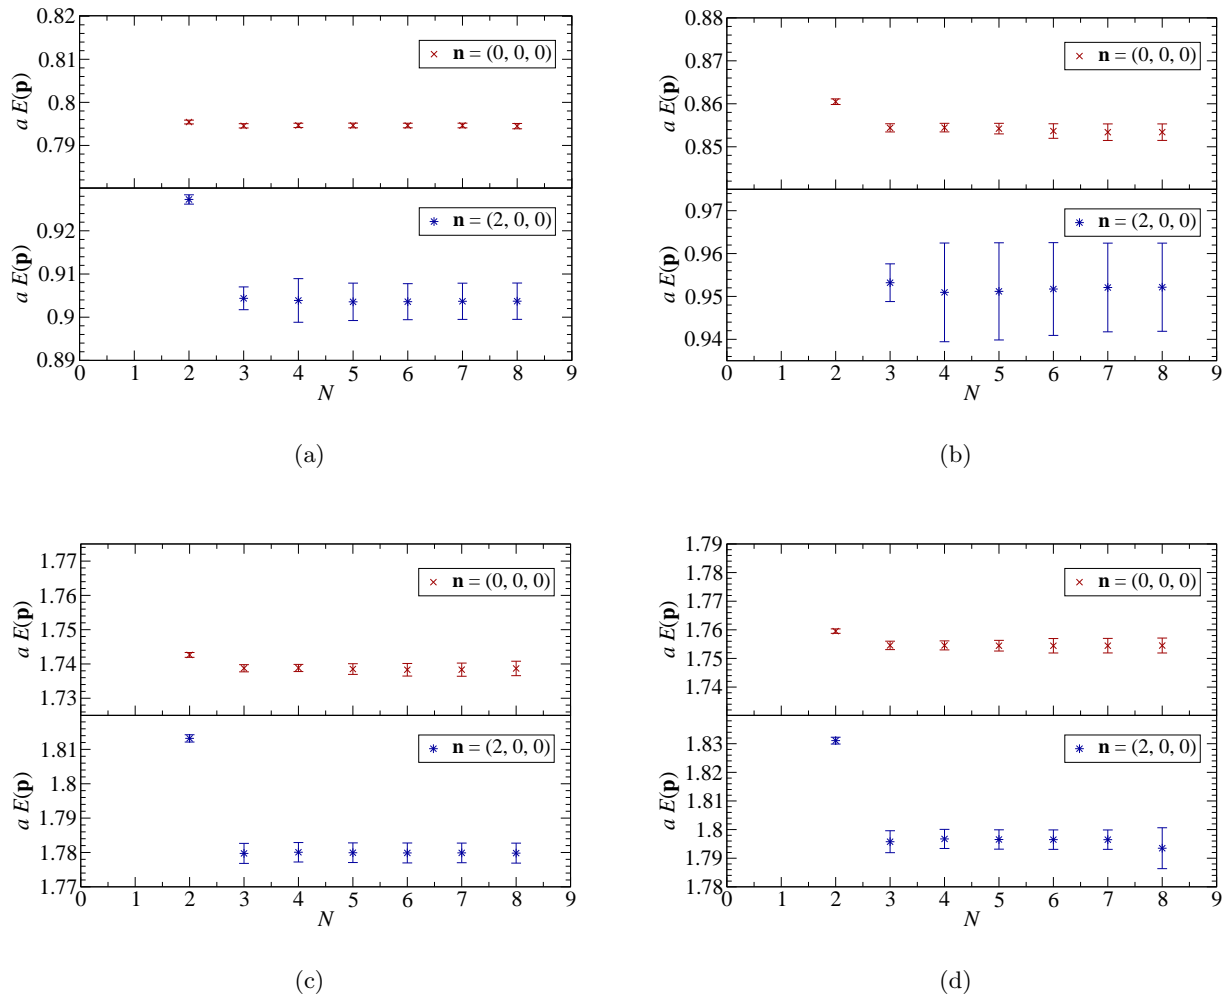 0.82
0.81
0.8
0.79
a E(p)
n = (0, 0, 0)
0.92
0.91
0.9
0.89
a E(p)
n = (2, 0, 0)
0 1 2 3 4 5 6 7 8 9
N
(a)
0.88
0.87
0.86
0.85
a E(p)
n = (0, 0, 0)
0.97
0.96
0.95
0.94
a E(p)
n = (2, 0, 0)
0 1 2 3 4 5 6 7 8 9
N
(b)
1.77
1.76
1.75
1.74
1.73
a E(p)
n = (0, 0, 0)
1.81
1.8
1.79
1.78
1.77
a E(p)
n = (2, 0, 0)
0 1 2 3 4 5 6 7 8 9
N
(c)
1.79
1.78
1.77
1.76
1.75
1.74
a E(p)
n = (0, 0, 0)
1.83
1.82
1.81
1.8
1.79
1.78
a E(p)
n = (2, 0, 0)
0 1 2 3 4 5 6 7 8 9
N
(d)